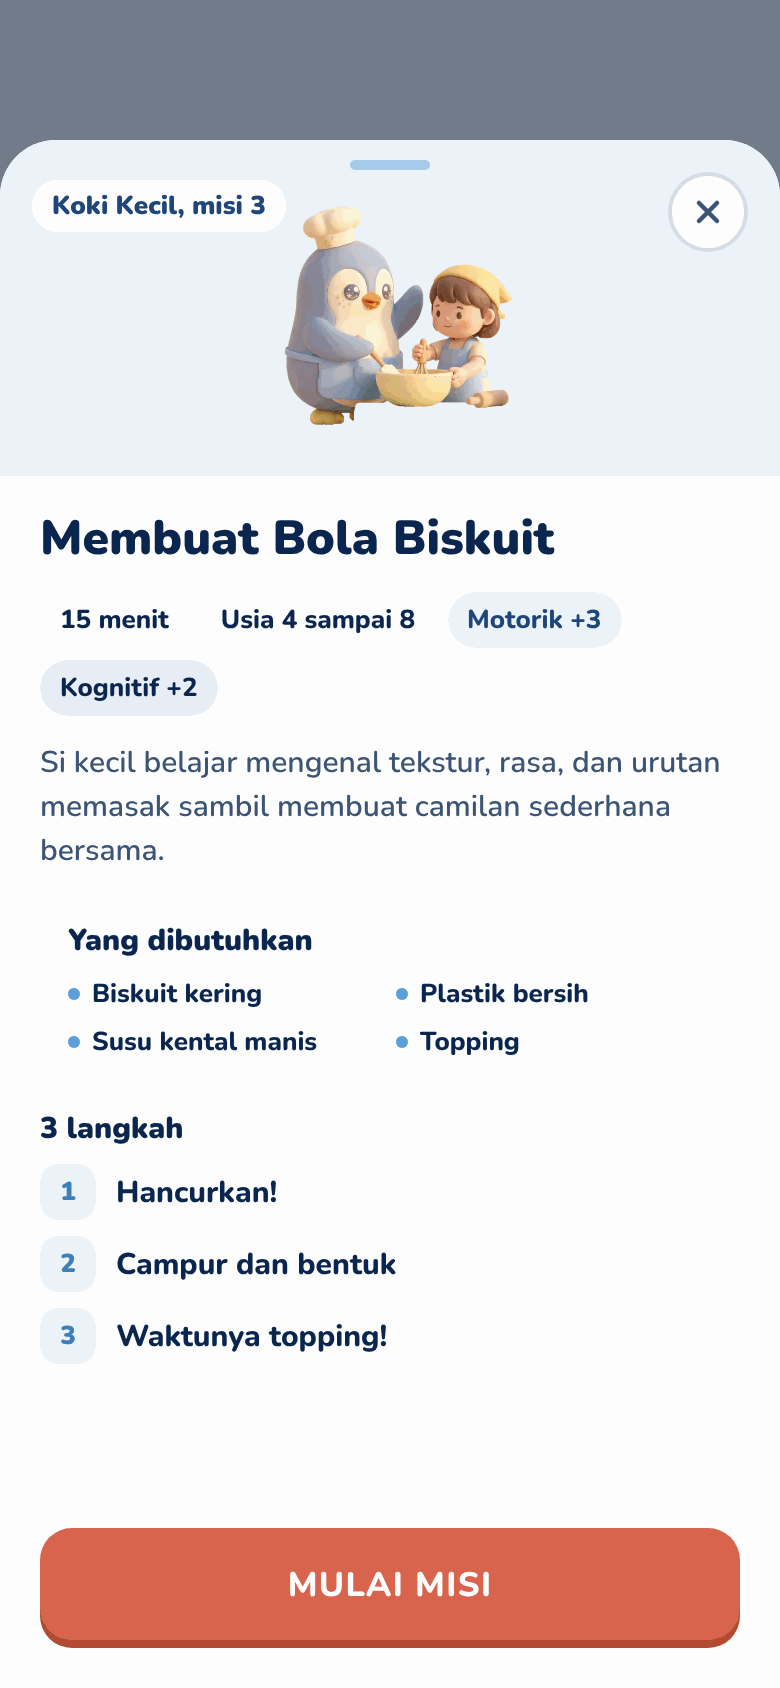 Koki Kecil, misi 3
Membuat Bola Biskuit
15 menit
Usia 4 sampai 8
Motorik +3
Kognitif +2
Si kecil belajar mengenal tekstur, rasa, dan urutan
memasak sambil membuat camilan sederhana
bersama.
Yang dibutuhkan
Biskuit kering
Plastik bersih
Susu kental manis
Topping
3 langkah
1 Hancurkan!
2 Campur dan bentuk
3 Waktunya topping!
MULAI MISI